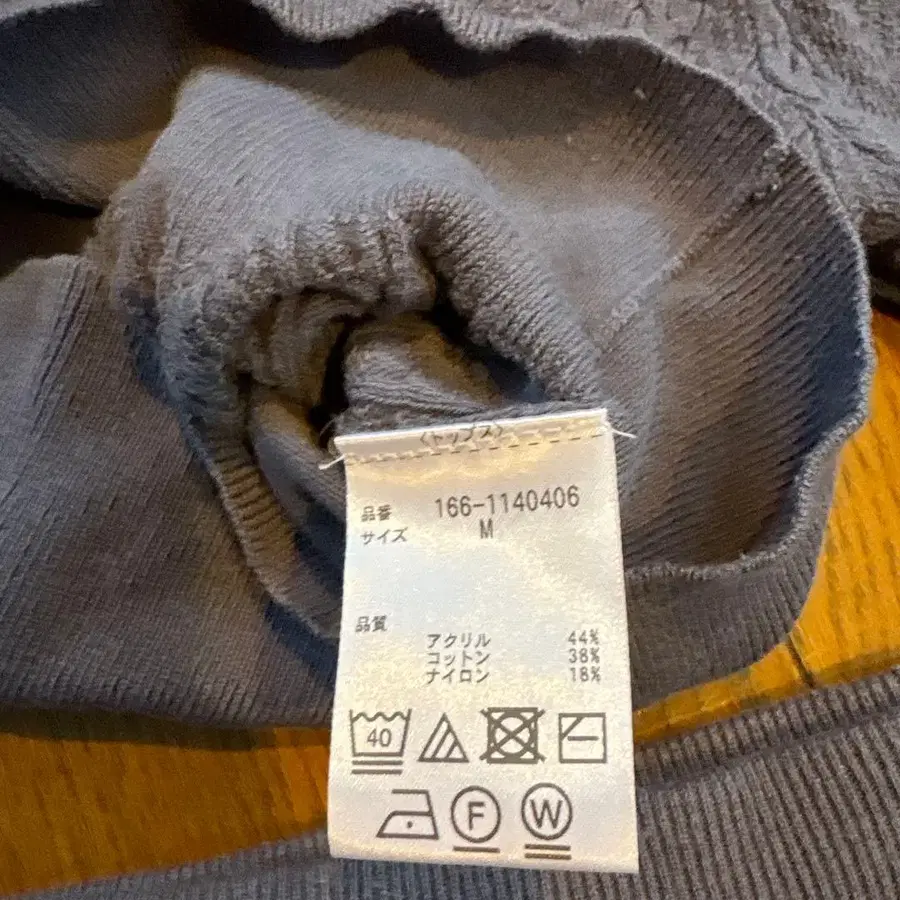 〈トップス〉
品番 166-1140406
サイズ M
品質
アクリル 44%
コットン 38%
ナイロン 18%
40
F W